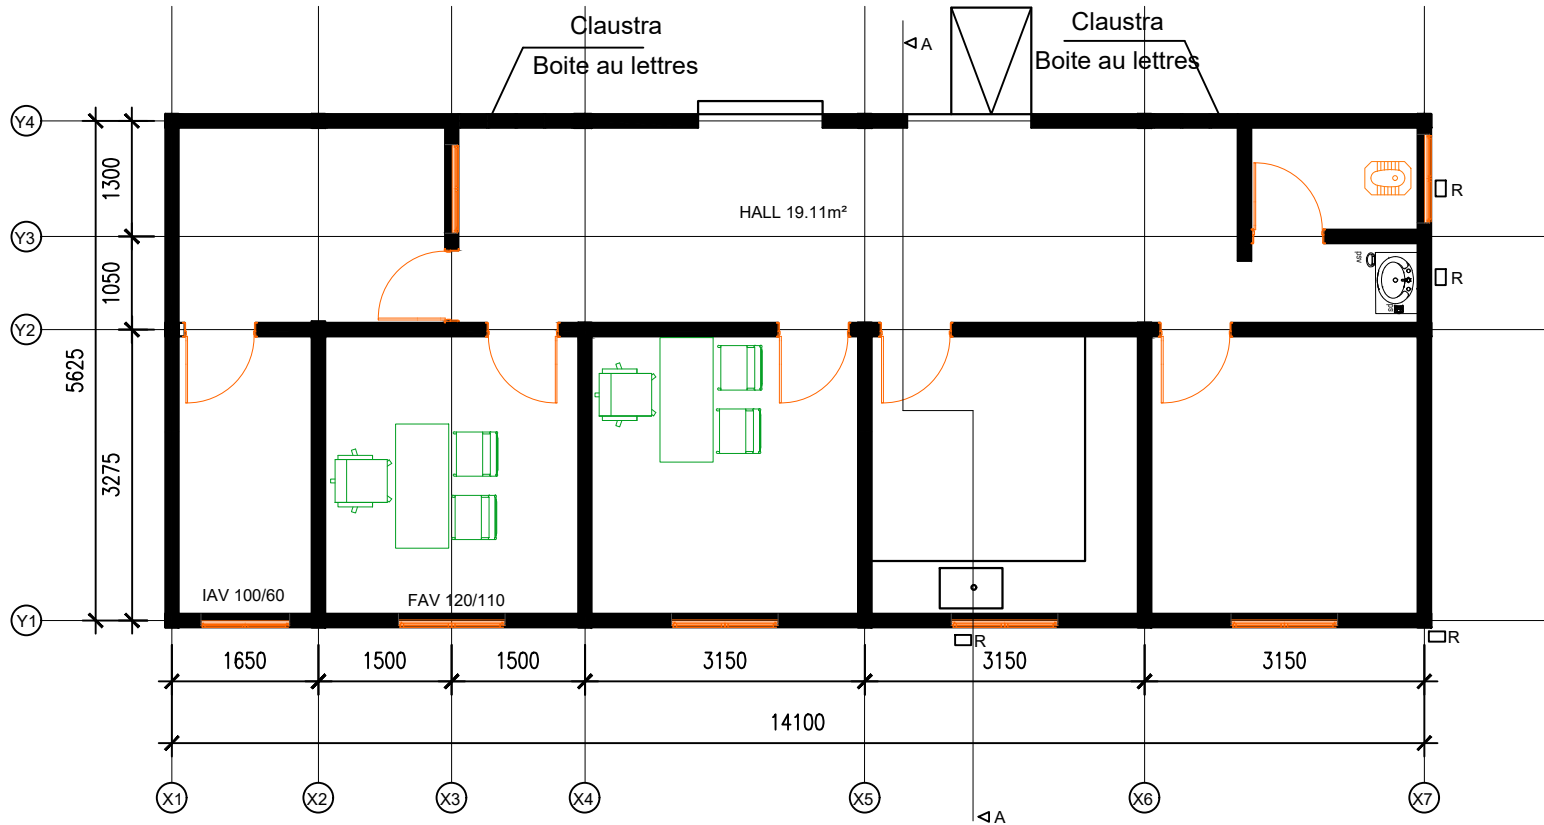 Claustra
Boite au lettres
A
Claustra
Boite au lettres
Y4
1300
R
HALL 19.11m²
Y3
1050
psv
R
ps
Y2
5625
3275
IAV 100/60
FAV 120/110
Y1
R
R
1650
1500
1500
3150
3150
3150
14100
X1
X2
X3
X4
X5
X6
X7
A